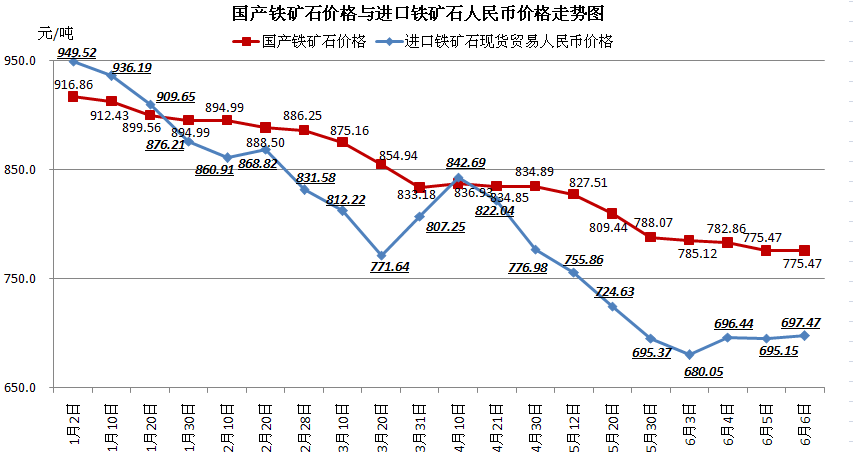 国产铁矿石价格与进口铁矿石人民币价格走势图
元/吨
国产铁矿石价格 进口铁矿石现货贸易人民币价格
950.0
850.0
750.0
650.0
949.52
936.19
909.65
876.21
860.91
868.82
831.58
812.22
771.64
807.25
842.69
822.04
776.98
755.86
724.63
695.37
680.05
696.44
695.15
697.47
916.86
912.43
899.56
894.99
894.99
888.50
886.25
875.16
854.94
833.18
836.93
834.85
834.89
827.51
809.44
788.07
785.12
782.86
775.47
775.47
1月2日
1月10日
1月20日
1月30日
2月10日
2月20日
2月28日
3月10日
3月20日
3月31日
4月10日
4月21日
4月30日
5月12日
5月20日
5月30日
6月3日
6月4日
6月5日
6月6日